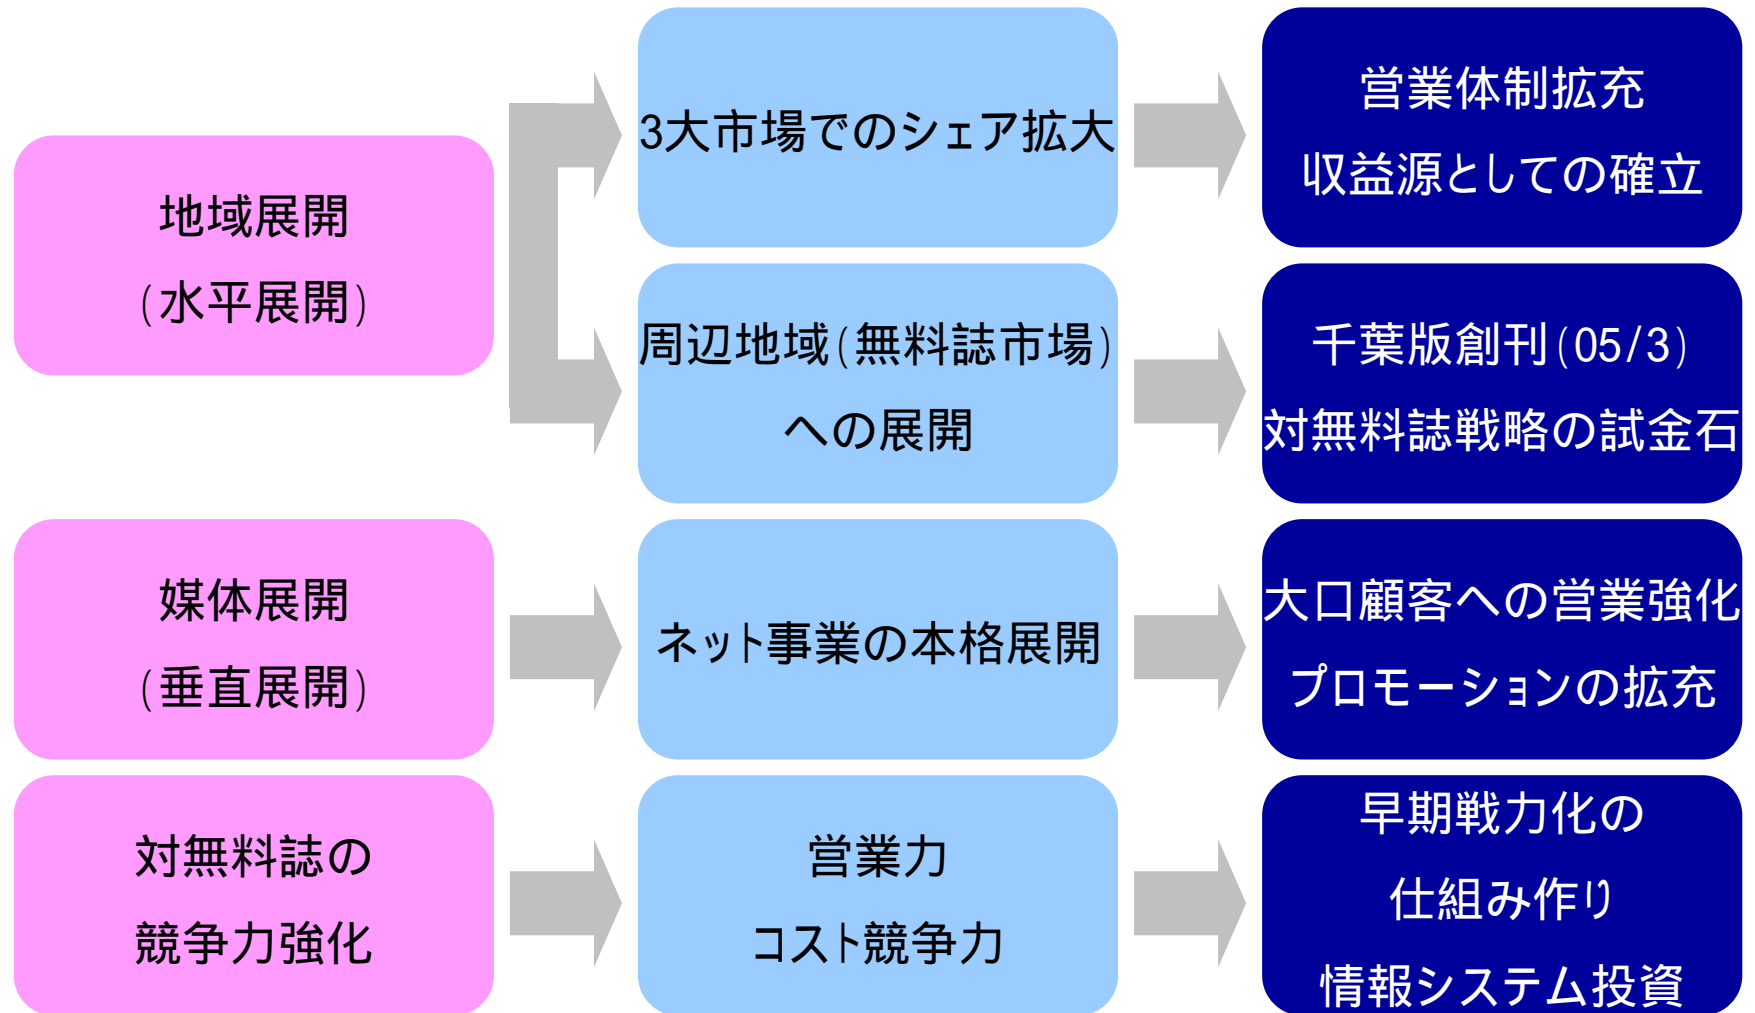 地域展開
(水平展開)
3大市場でのシェア拡大
営業体制拡充
収益源としての確立
周辺地域(無料誌市場)
への展開
千葉版創刊(05/3)
対無料誌戦略の試金石
媒体展開
(垂直展開)
ネット事業の本格展開
大口顧客への営業強化
プロモーションの拡充
対無料誌の
競争力強化
営業力
コスト競争力
早期戦力化の
仕組み作り
情報システム投資